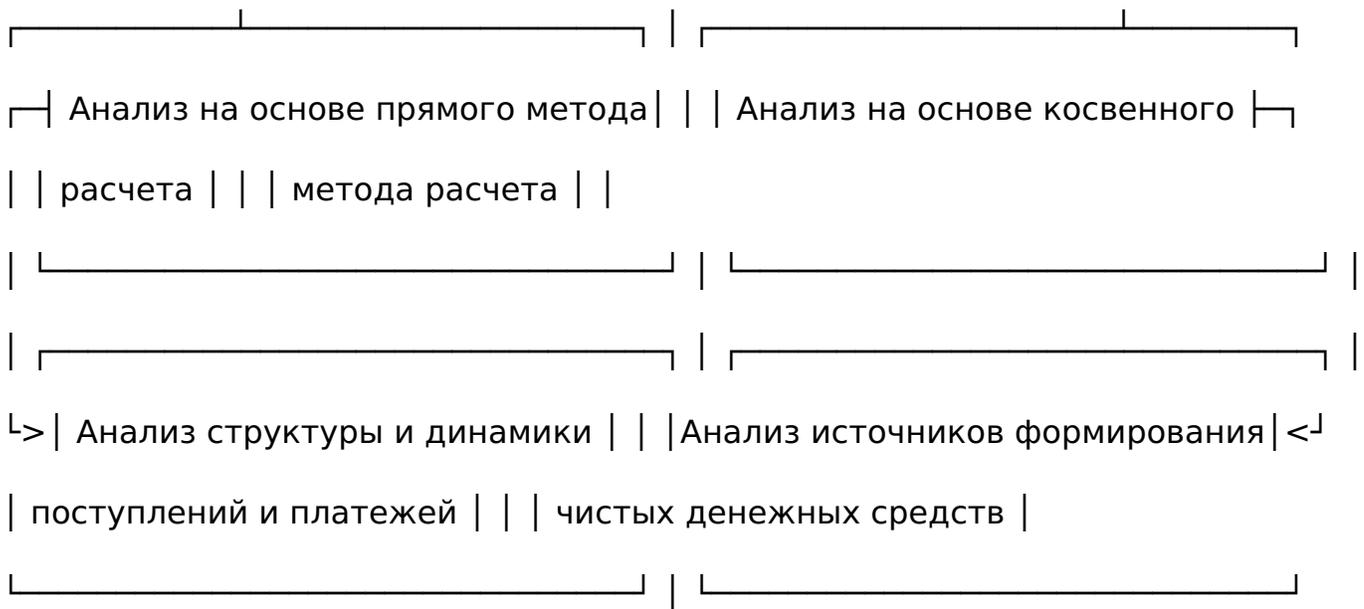 ┌───────┴─────────────┐ │ ┌──────────────┴─────┐
┌─┤ Анализ на основе прямого метода│ │ │ Анализ на основе косвенного ├─┐
│ │ расчета │ │ │ метода расчета │ │
│ └─────────────────────┘ │ └────────────────────┘ │
│ ┌─────────────────────┐ │ ┌────────────────────┐ │
└>│ Анализ структуры и динамики │ │ │Анализ источников формирования│<┘
│ поступлений и платежей │ │ │ чистых денежных средств │
└─────────────────────┘ │ └────────────────────┘